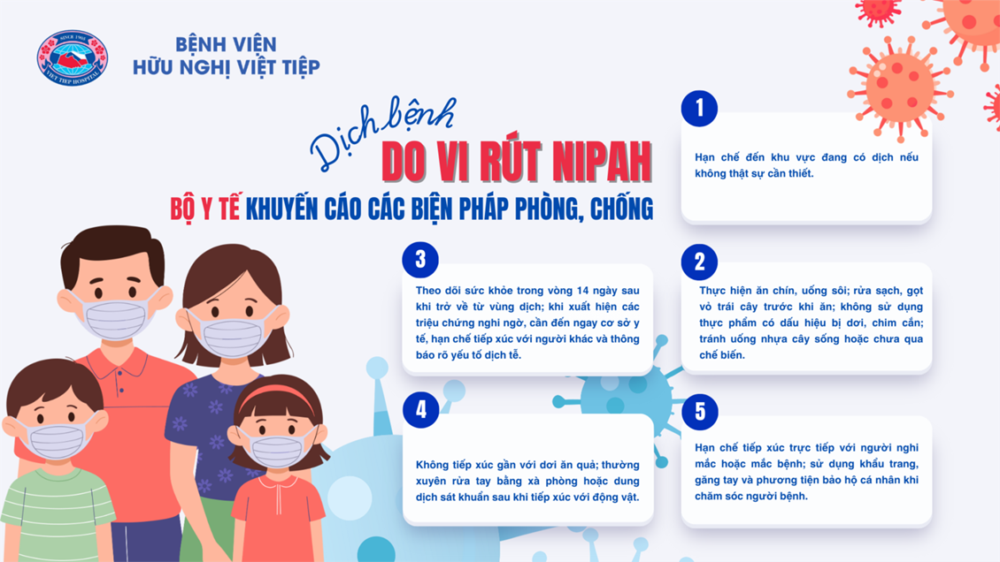 SINCE 1905
VIET TIEP HOSPITAL
BỆNH VIỆN
HỮU NGHỊ VIỆT TIỆP
Dịch bệnh
DO VI RÚT NIPAH
BỘ Y TẾ KHUYẾN CÁO CÁC BIỆN PHÁP PHÒNG, CHỐNG
1
Hạn chế đến khu vực đang có dịch nếu
không thật sự cần thiết.
2
Thực hiện ăn chín, uống sôi; rửa sạch, gọt
vỏ trái cây trước khi ăn; không sử dụng
thực phẩm có dấu hiệu bị dơi, chim cắn;
tránh uống nhựa cây sống hoặc chưa qua
chế biến.
3
Theo dõi sức khỏe trong vòng 14 ngày sau
khi trở về từ vùng dịch; khi xuất hiện các
triệu chứng nghi ngờ, cần đến ngay cơ sở y
tế, hạn chế tiếp xúc với người khác và thông
báo rõ yếu tố dịch tễ.
4
Không tiếp xúc gần với dơi ăn quả; thường
xuyên rửa tay bằng xà phòng hoặc dung
dịch sát khuẩn sau khi tiếp xúc với động vật.
5
Hạn chế tiếp xúc trực tiếp với người nghi
mắc hoặc mắc bệnh; sử dụng khẩu trang,
găng tay và phương tiện bảo hộ cá nhân khi
chăm sóc người bệnh.